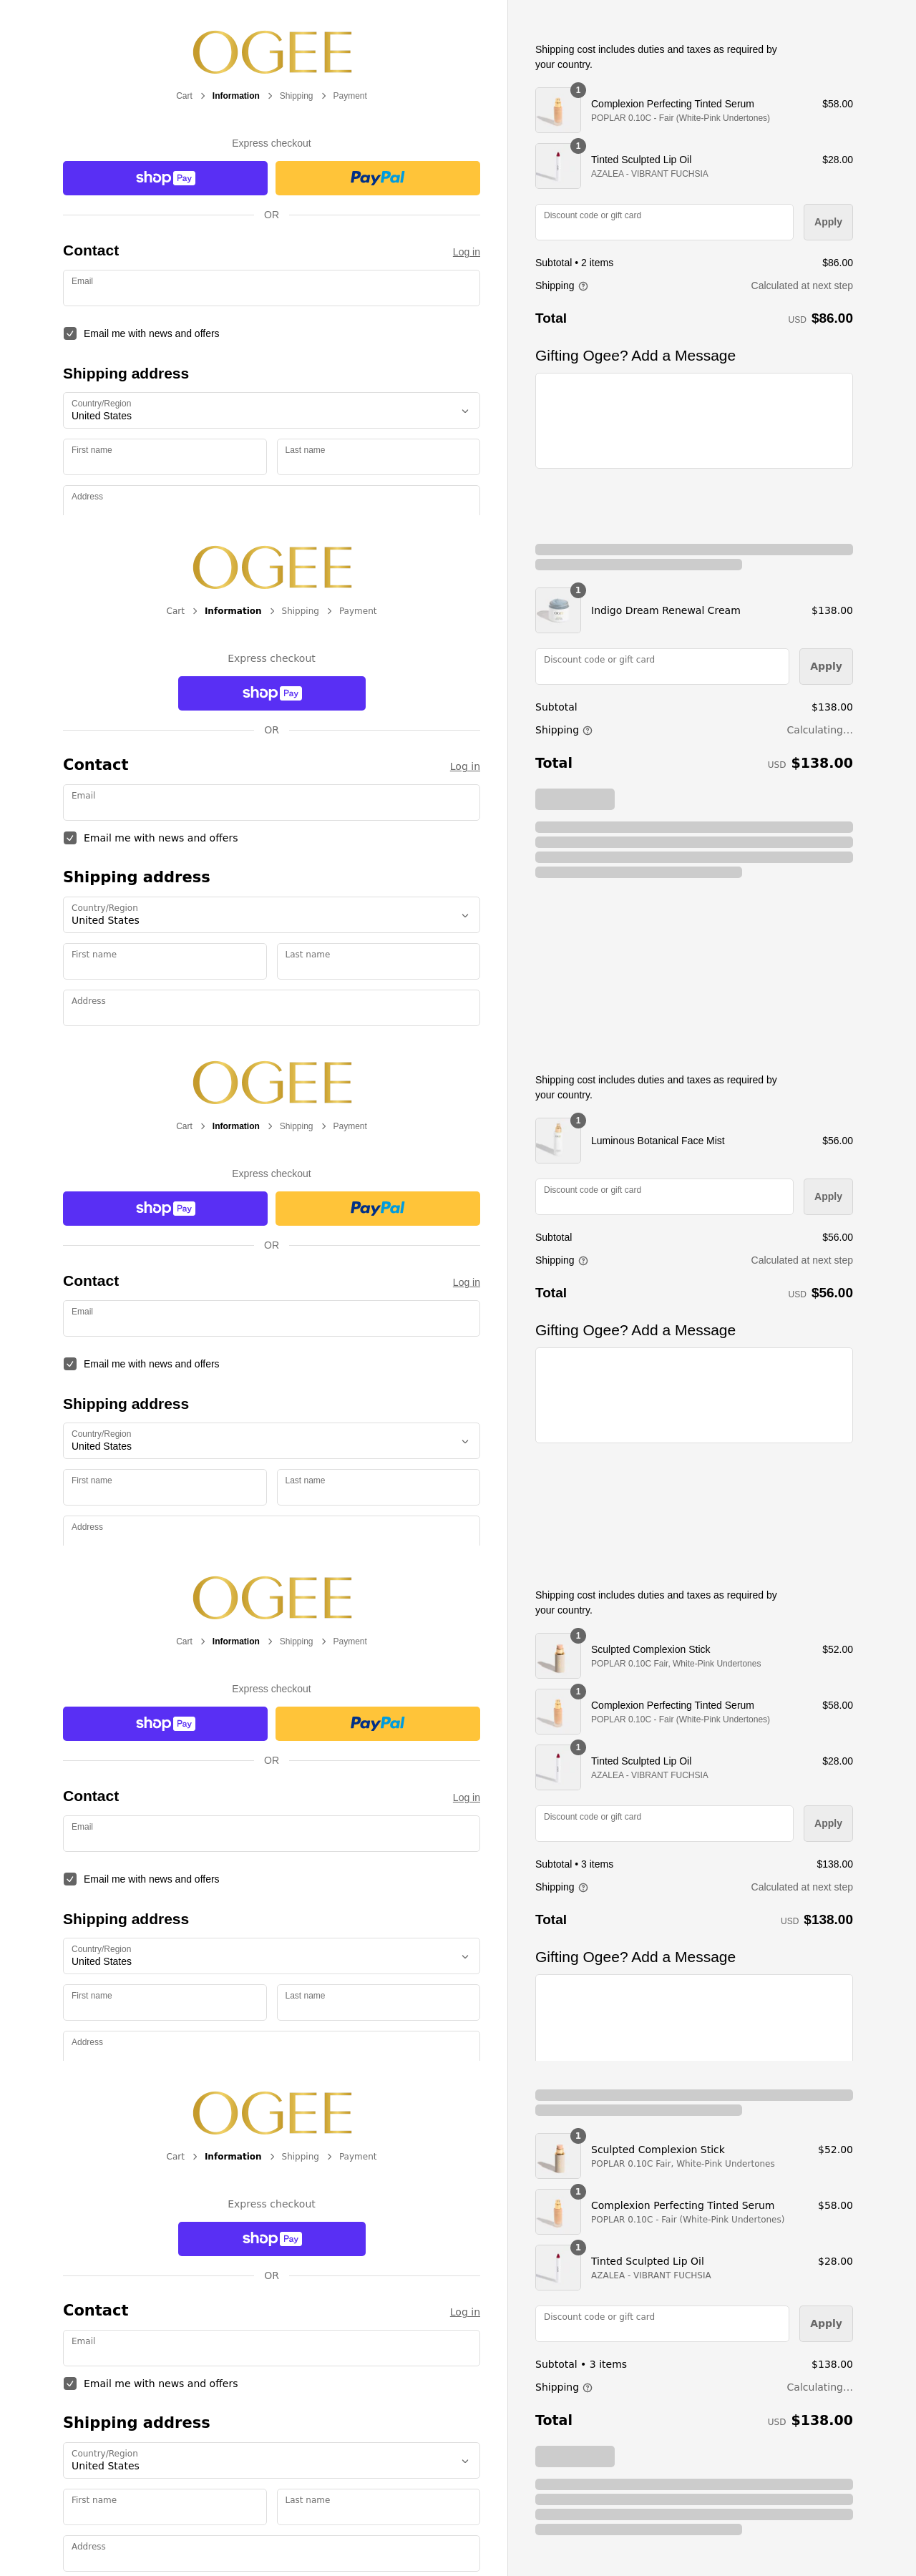 OGEE
Cart > Information > Shipping > Payment
Express checkout
shop Pay
PayPal
OR
Contact
Log in
Email
Email me with news and offers
Shipping address
Country/Region
United States
First name
Last name
Address
Shipping cost includes duties and taxes as required by
your country.
1
Complexion Perfecting Tinted Serum $58.00
POPLAR 0.10C - Fair (White-Pink Undertones)
1
Tinted Sculpted Lip Oil $28.00
AZALEA - VIBRANT FUCHSIA
Discount code or gift card
Apply
Subtotal • 2 items $86.00
Shipping Calculated at next step
Total USD $86.00
Gifting Ogee? Add a Message
OGEE
Cart > Information > Shipping > Payment
Express checkout
shop Pay
OR
Contact
Log in
Email
Email me with news and offers
Shipping address
Country/Region
United States
First name
Last name
Address
1
Indigo Dream Renewal Cream $138.00
Discount code or gift card
Apply
Subtotal $138.00
Shipping Calculating...
Total USD $138.00
OGEE
Cart > Information > Shipping > Payment
Express checkout
shop Pay
PayPal
OR
Contact
Log in
Email
Email me with news and offers
Shipping address
Country/Region
United States
First name
Last name
Address
Shipping cost includes duties and taxes as required by
your country.
1
Luminous Botanical Face Mist $56.00
Discount code or gift card
Apply
Subtotal $56.00
Shipping Calculated at next step
Total USD $56.00
Gifting Ogee? Add a Message
OGEE
Cart > Information > Shipping > Payment
Express checkout
shop Pay
PayPal
OR
Contact
Log in
Email
Email me with news and offers
Shipping address
Country/Region
United States
First name
Last name
Address
Shipping cost includes duties and taxes as required by
your country.
1
Sculpted Complexion Stick $52.00
POPLAR 0.10C Fair, White-Pink Undertones
1
Complexion Perfecting Tinted Serum $58.00
POPLAR 0.10C - Fair (White-Pink Undertones)
1
Tinted Sculpted Lip Oil $28.00
AZALEA - VIBRANT FUCHSIA
Discount code or gift card
Apply
Subtotal • 3 items $138.00
Shipping Calculated at next step
Total USD $138.00
Gifting Ogee? Add a Message
OGEE
Cart > Information > Shipping > Payment
Express checkout
shop Pay
OR
Contact
Log in
Email
Email me with news and offers
Shipping address
Country/Region
United States
First name
Last name
Address
1
Sculpted Complexion Stick $52.00
POPLAR 0.10C Fair, White-Pink Undertones
1
Complexion Perfecting Tinted Serum $58.00
POPLAR 0.10C - Fair (White-Pink Undertones)
1
Tinted Sculpted Lip Oil $28.00
AZALEA - VIBRANT FUCHSIA
Discount code or gift card
Apply
Subtotal • 3 items $138.00
Shipping Calculating...
Total USD $138.00